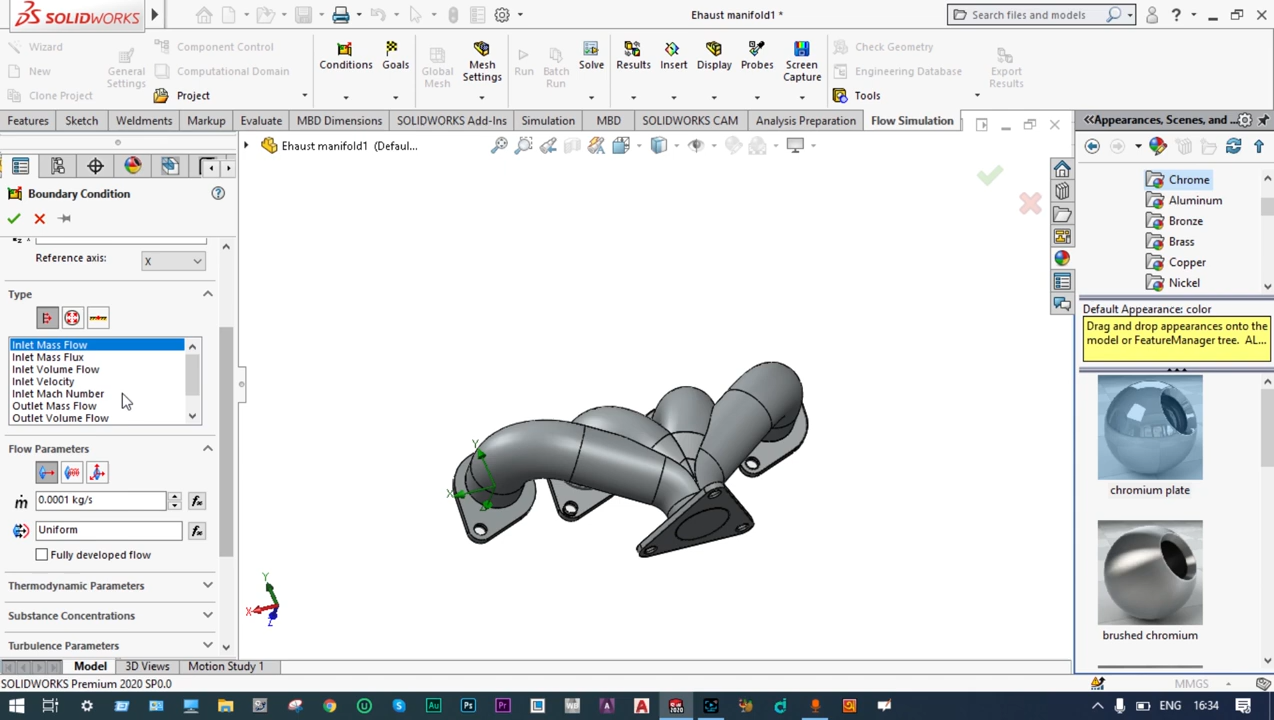 SOLIDWORKS
Ehaust manifold1 *
Search files and models
Wizard
New
Clone Project
General Settings
Component Control
Computational Domain
Project
Conditions
Goals
Global Mesh
Mesh Settings
Run
Batch Run
Solve
Results
Insert
Display
Probes
Screen Capture
Check Geometry
Engineering Database
Tools
Export Results
Features
Sketch
Weldments
Markup
Evaluate
MBD Dimensions
SOLIDWORKS Add-Ins
Simulation
MBD
SOLIDWORKS CAM
Analysis Preparation
Flow Simulation
Ehaust manifold1 (Defaul...
Boundary Condition
Reference axis:
X
Type
Inlet Mass Flow
Inlet Mass Flux
Inlet Volume Flow
Inlet Velocity
Inlet Mach Number
Outlet Mass Flow
Outlet Volume Flow
Flow Parameters
ṁ 0.0001 kg/s
Uniform
Fully developed flow
Thermodynamic Parameters
Substance Concentrations
Turbulence Parameters
Y
X
Z
Y
X
Z
Appearances, Scenes, and ...
Chrome
Aluminum
Bronze
Brass
Copper
Nickel
Default Appearance: color
Drag and drop appearances onto the
model or FeatureManager tree. AL...
chromium plate
brushed chromium
Model
3D Views
Motion Study 1
SOLIDWORKS Premium 2020 SP0.0
MMGS
ENG
16:34